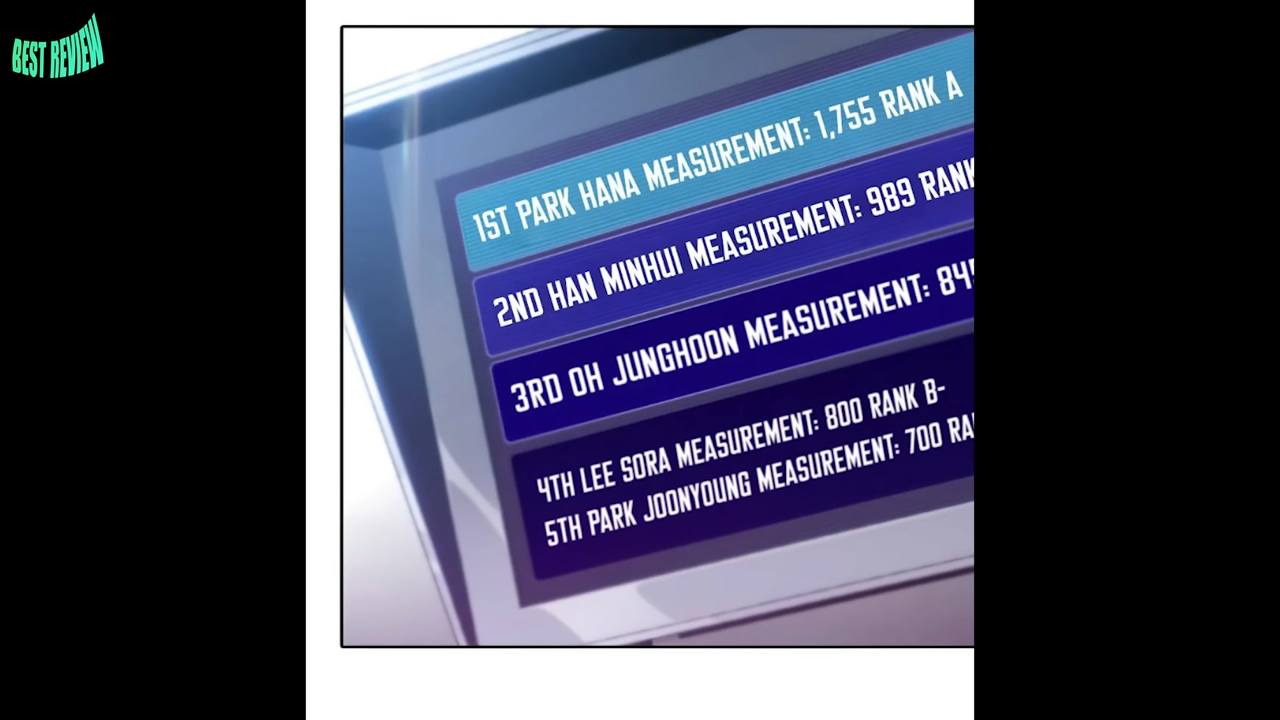 BEST REVIEW
1ST PARK HANA MEASUREMENT: 1,755 RANK A
2ND HAN MINHUI MEASUREMENT: 989 RANK
3RD OH JUNGHOON MEASUREMENT:
4TH LEE SORA MEASUREMENT: 800 RANK B-
5TH PARK JOONYOUNG MEASUREMENT: 700